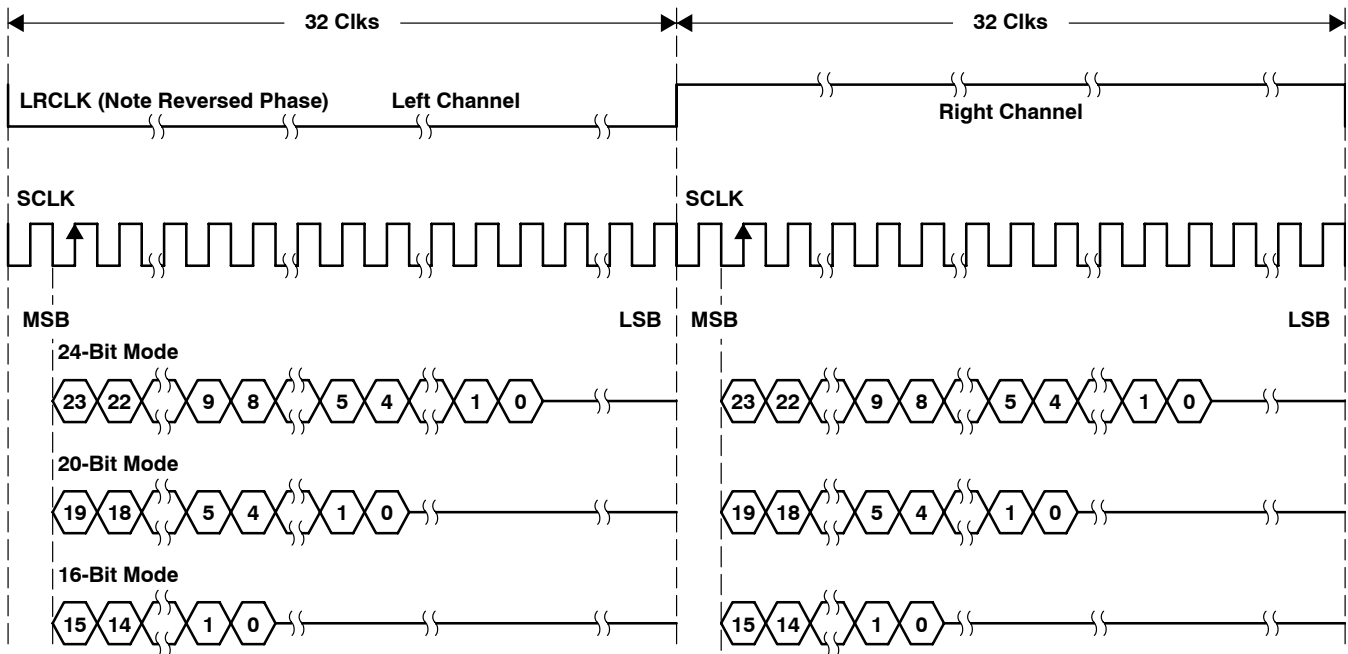 32 Clks 32 Clks
LRCLK (Note Reversed Phase) Left Channel
Right Channel
SCLK SCLK
MSB LSB MSB LSB
24-Bit Mode
23 22 9 8 5 4 1 0 23 22 9 8 5 4 1 0
20-Bit Mode
19 18 5 4 1 0 19 18 5 4 1 0
16-Bit Mode
15 14 1 0 15 14 1 0